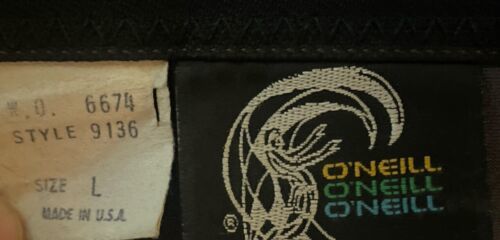 W.O. 6674
STYLE 9136
SIZE L
MADE IN U.S.A.
O'NEILL
O'NEILL
O'NEILL
®